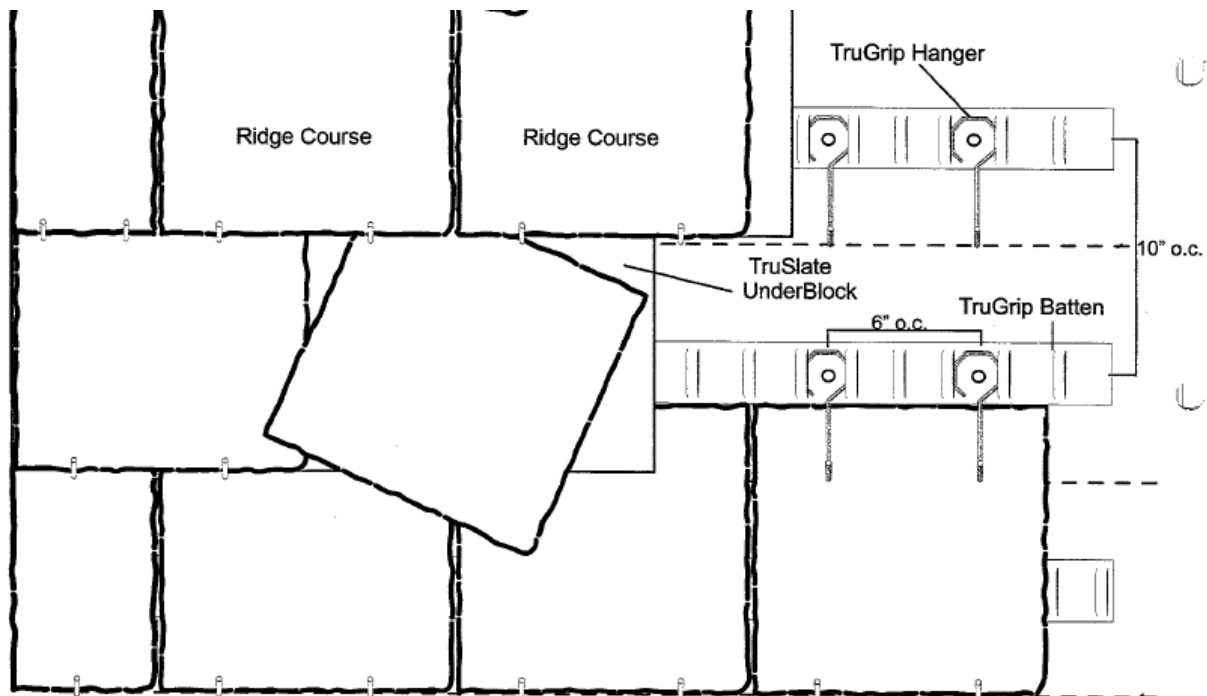 TruGrip Hanger
Ridge Course
Ridge Course
10" o.c.
TruSlate
UnderBlock
TruGrip Batten
6" o.c.